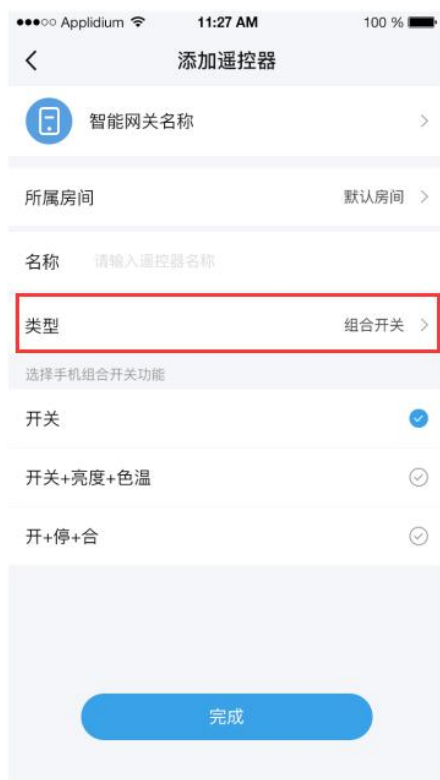 ●●●○○ Applidium 11:27 AM 100 %
添加遥控器
智能网关名称
所属房间 默认房间
名称 请输入遥控器名称
类型 组合开关
选择手机组合开关功能
开关
开关+亮度+色温
开+停+合
完成